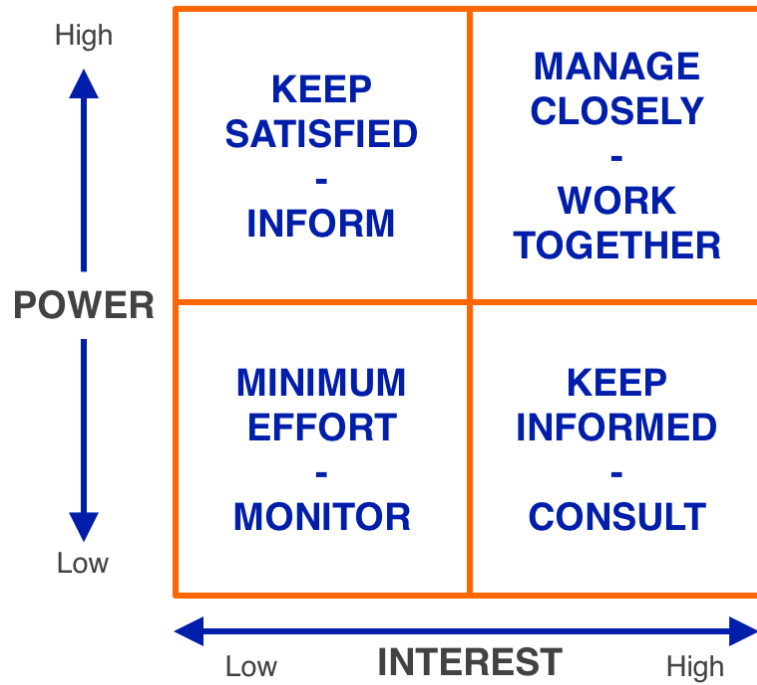 High
KEEP
SATISFIED
-
INFORM
MANAGE
CLOSELY
-
WORK
TOGETHER
POWER
MINIMUM
EFFORT
-
MONITOR
KEEP
INFORMED
-
CONSULT
Low
Low
INTEREST
High